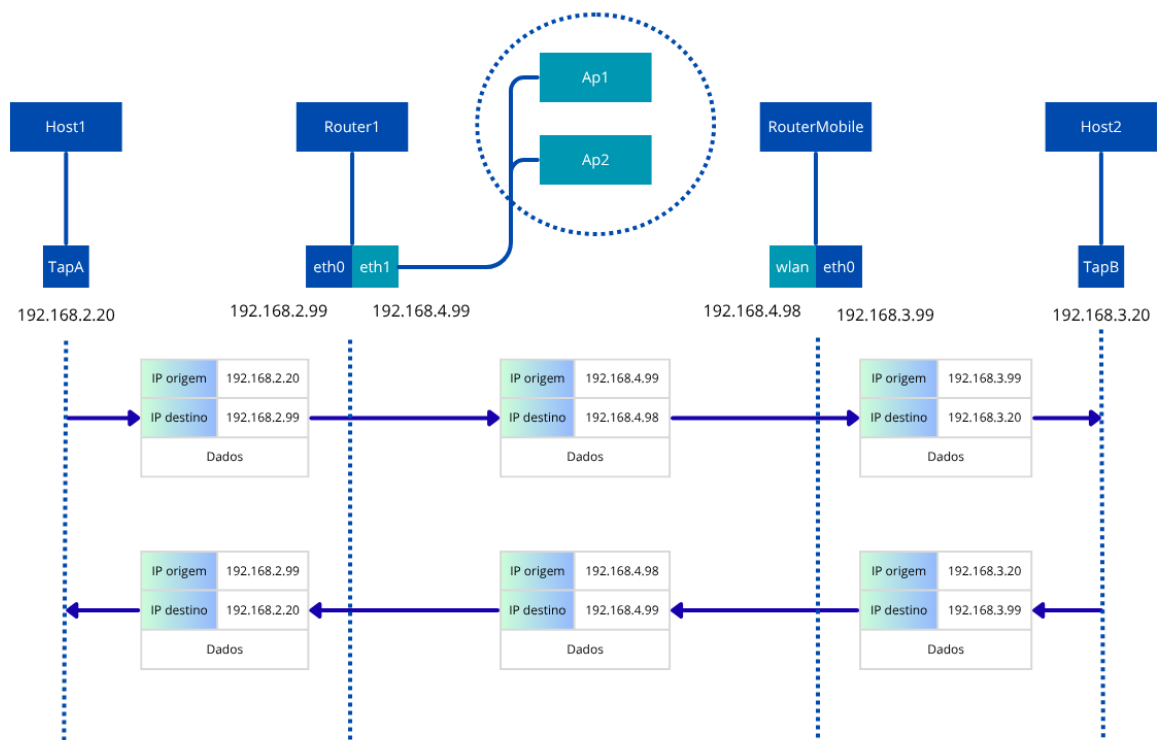 Ap1
Host1
Router1
RouterMobile
Host2
Ap2
TapA
eth0
eth1
wlan
eth0
TapB
192.168.2.20
192.168.2.99
192.168.4.99
192.168.4.98
192.168.3.99
192.168.3.20
IP origem 192.168.2.20
IP destino 192.168.2.99
Dados
IP origem 192.168.4.99
IP destino 192.168.4.98
Dados
IP origem 192.168.3.99
IP destino 192.168.3.20
Dados
IP origem 192.168.2.99
IP destino 192.168.2.20
Dados
IP origem 192.168.4.98
IP destino 192.168.4.99
Dados
IP origem 192.168.3.20
IP destino 192.168.3.99
Dados